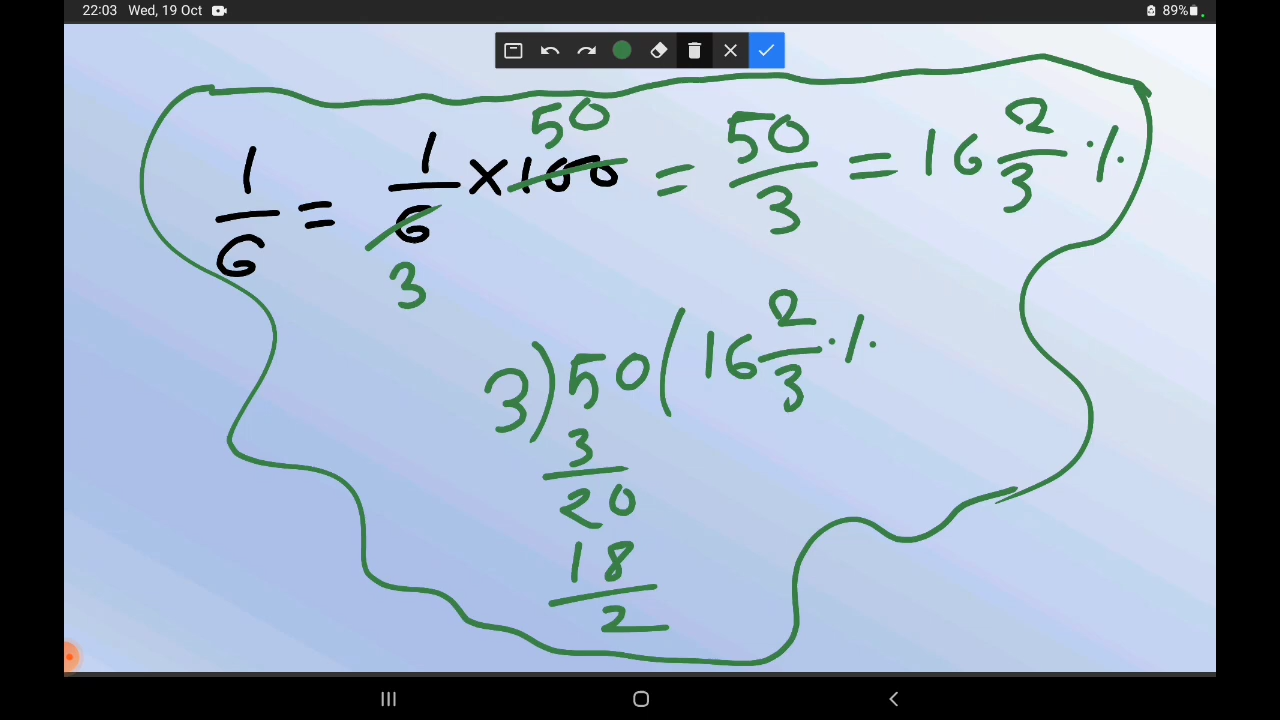 22:03 Wed, 19 Oct 89%
50
1/6 = 1/6 × 100 = 50/3 = 16 2/3 %
3
3) 50 (16 2/3 %
3
20
18
2